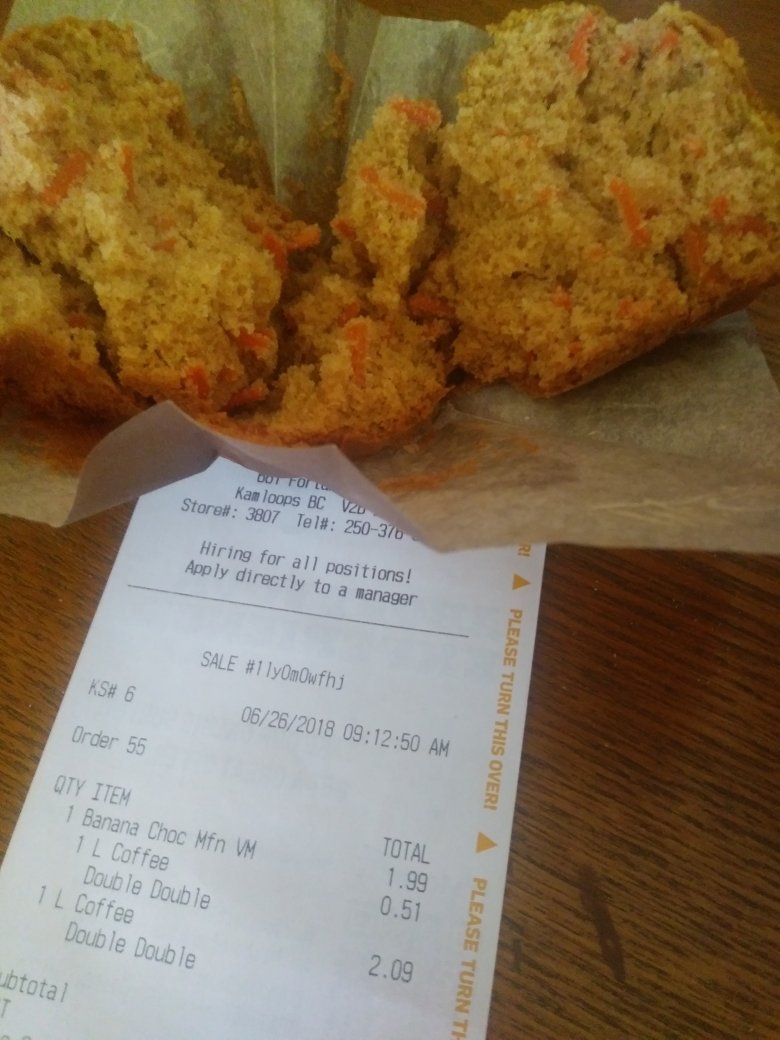 Kamloops BC V2B
Store#: 3807 Tel#: 250-376
Hiring for all positions!
Apply directly to a manager
SALE #11y0m0wfhj
KS# 6
06/26/2018 09:12:50 AM
Order 55
QTY ITEM TOTAL
1 Banana Choc Mfn VM 1.99
1 L Coffee 0.51
Double Double
1 L Coffee 2.09
Double Double
ubtotal
PLEASE TURN THIS OVER!
PLEASE TURN TH